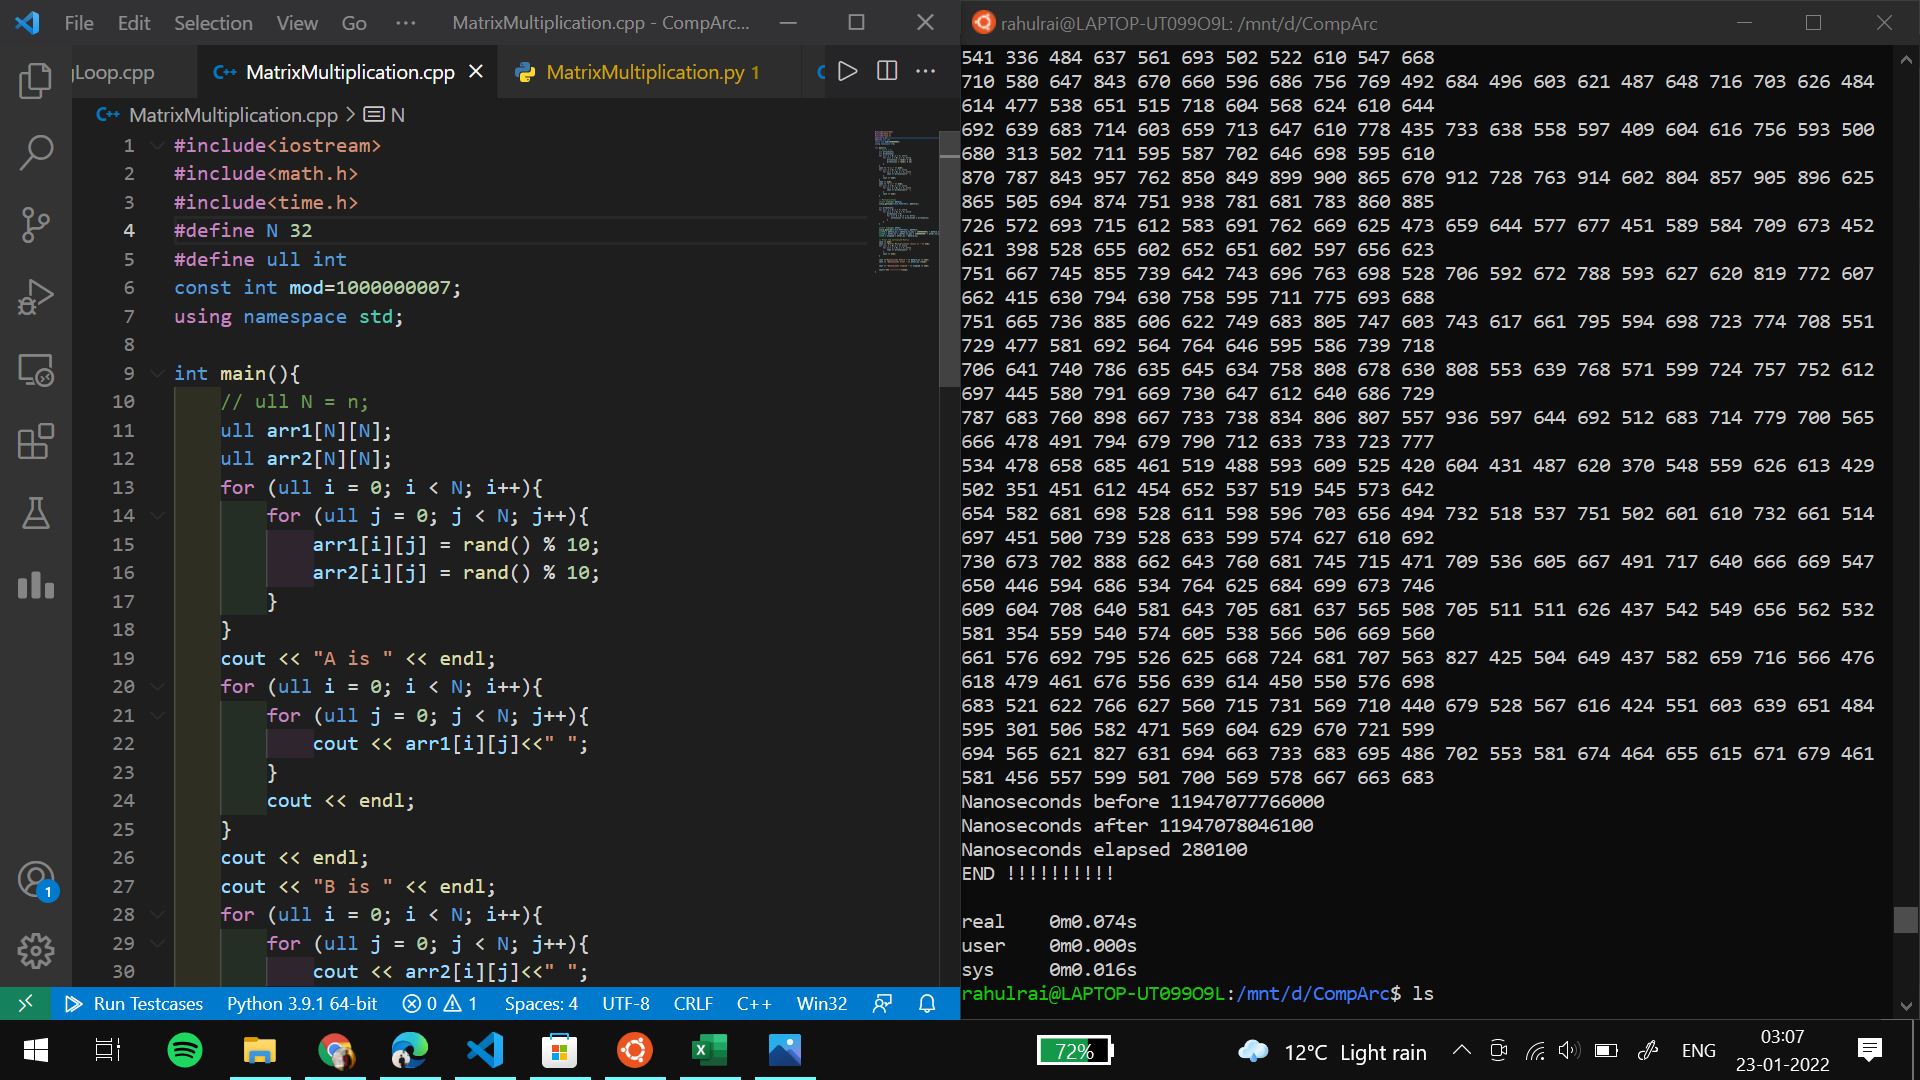 File Edit Selection View Go ··· MatrixMultiplication.cpp - CompArc...
gLoop.cpp C++ MatrixMultiplication.cpp MatrixMultiplication.py 1
C++ MatrixMultiplication.cpp > N
1 #include<iostream>
2 #include<math.h>
3 #include<time.h>
4 #define N 32
5 #define ull int
6 const int mod=1000000007;
7 using namespace std;
8
9 int main(){
10 // ull N = n;
11 ull arr1[N][N];
12 ull arr2[N][N];
13 for (ull i = 0; i < N; i++){
14 for (ull j = 0; j < N; j++){
15 arr1[i][j] = rand() % 10;
16 arr2[i][j] = rand() % 10;
17 }
18 }
19 cout << "A is " << endl;
20 for (ull i = 0; i < N; i++){
21 for (ull j = 0; j < N; j++){
22 cout << arr1[i][j]<<" ";
23 }
24 cout << endl;
25 }
26 cout << endl;
27 cout << "B is " << endl;
28 for (ull i = 0; i < N; i++){
29 for (ull j = 0; j < N; j++){
30 cout << arr2[i][j]<<" ";
Run Testcases Python 3.9.1 64-bit 0 1 Spaces: 4 UTF-8 CRLF C++ Win32
rahulrai@LAPTOP-UT099O9L: /mnt/d/CompArc
541 336 484 637 561 693 502 522 610 547 668
710 580 647 843 670 660 596 686 756 769 492 684 496 603 621 487 648 716 703 626 484
614 477 538 651 515 718 604 568 624 610 644
692 639 683 714 603 659 713 647 610 778 435 733 638 558 597 409 604 616 756 593 500
680 313 502 711 595 587 702 646 698 595 610
870 787 843 957 762 850 849 899 900 865 670 912 728 763 914 602 804 857 905 896 625
865 505 694 874 751 938 781 681 783 860 885
726 572 693 715 612 583 691 762 669 625 473 659 644 577 677 451 589 584 709 673 452
621 398 528 655 602 652 651 602 597 656 623
751 667 745 855 739 642 743 696 763 698 528 706 592 672 788 593 627 620 819 772 607
662 415 630 794 630 758 595 711 775 693 688
751 665 736 885 606 622 749 683 805 747 603 743 617 661 795 594 698 723 774 708 551
729 477 581 692 564 764 646 595 586 739 718
706 641 740 786 635 645 634 758 808 678 630 808 553 639 768 571 599 724 757 752 612
697 445 580 791 669 730 647 612 640 686 729
787 683 760 898 667 733 738 834 806 807 557 936 597 644 692 512 683 714 779 700 565
666 478 491 794 679 790 712 633 733 723 777
534 478 658 685 461 519 488 593 609 525 420 604 431 487 620 370 548 559 626 613 429
502 351 451 612 454 652 537 519 545 573 642
654 582 681 698 528 611 598 596 703 656 494 732 518 537 751 502 601 610 732 661 514
697 451 500 739 528 633 599 574 627 610 692
730 673 702 888 662 643 760 681 745 715 471 709 536 605 667 491 717 640 666 669 547
650 446 594 686 534 764 625 684 699 673 746
609 604 708 640 581 643 705 681 637 565 508 705 511 511 626 437 542 549 656 562 532
581 354 559 540 574 605 538 566 506 669 560
661 576 692 795 526 625 668 724 681 707 563 827 425 504 649 437 582 659 716 566 476
618 479 461 676 556 639 614 450 550 576 698
683 521 622 766 627 560 715 731 569 710 440 679 528 567 616 424 551 603 639 651 484
595 301 506 582 471 569 604 629 670 721 599
694 565 621 827 631 694 663 733 683 695 486 702 553 581 674 464 655 615 671 679 461
581 456 557 599 501 700 569 578 667 663 683
Nanoseconds before 11947077766000
Nanoseconds after 11947078046100
Nanoseconds elapsed 280100
END !!!!!!!!!!
real 0m0.074s
user 0m0.000s
sys 0m0.016s
rahulrai@LAPTOP-UT099O9L:/mnt/d/CompArc$ ls
1
72% 12°C Light rain ENG 03:07
23-01-2022